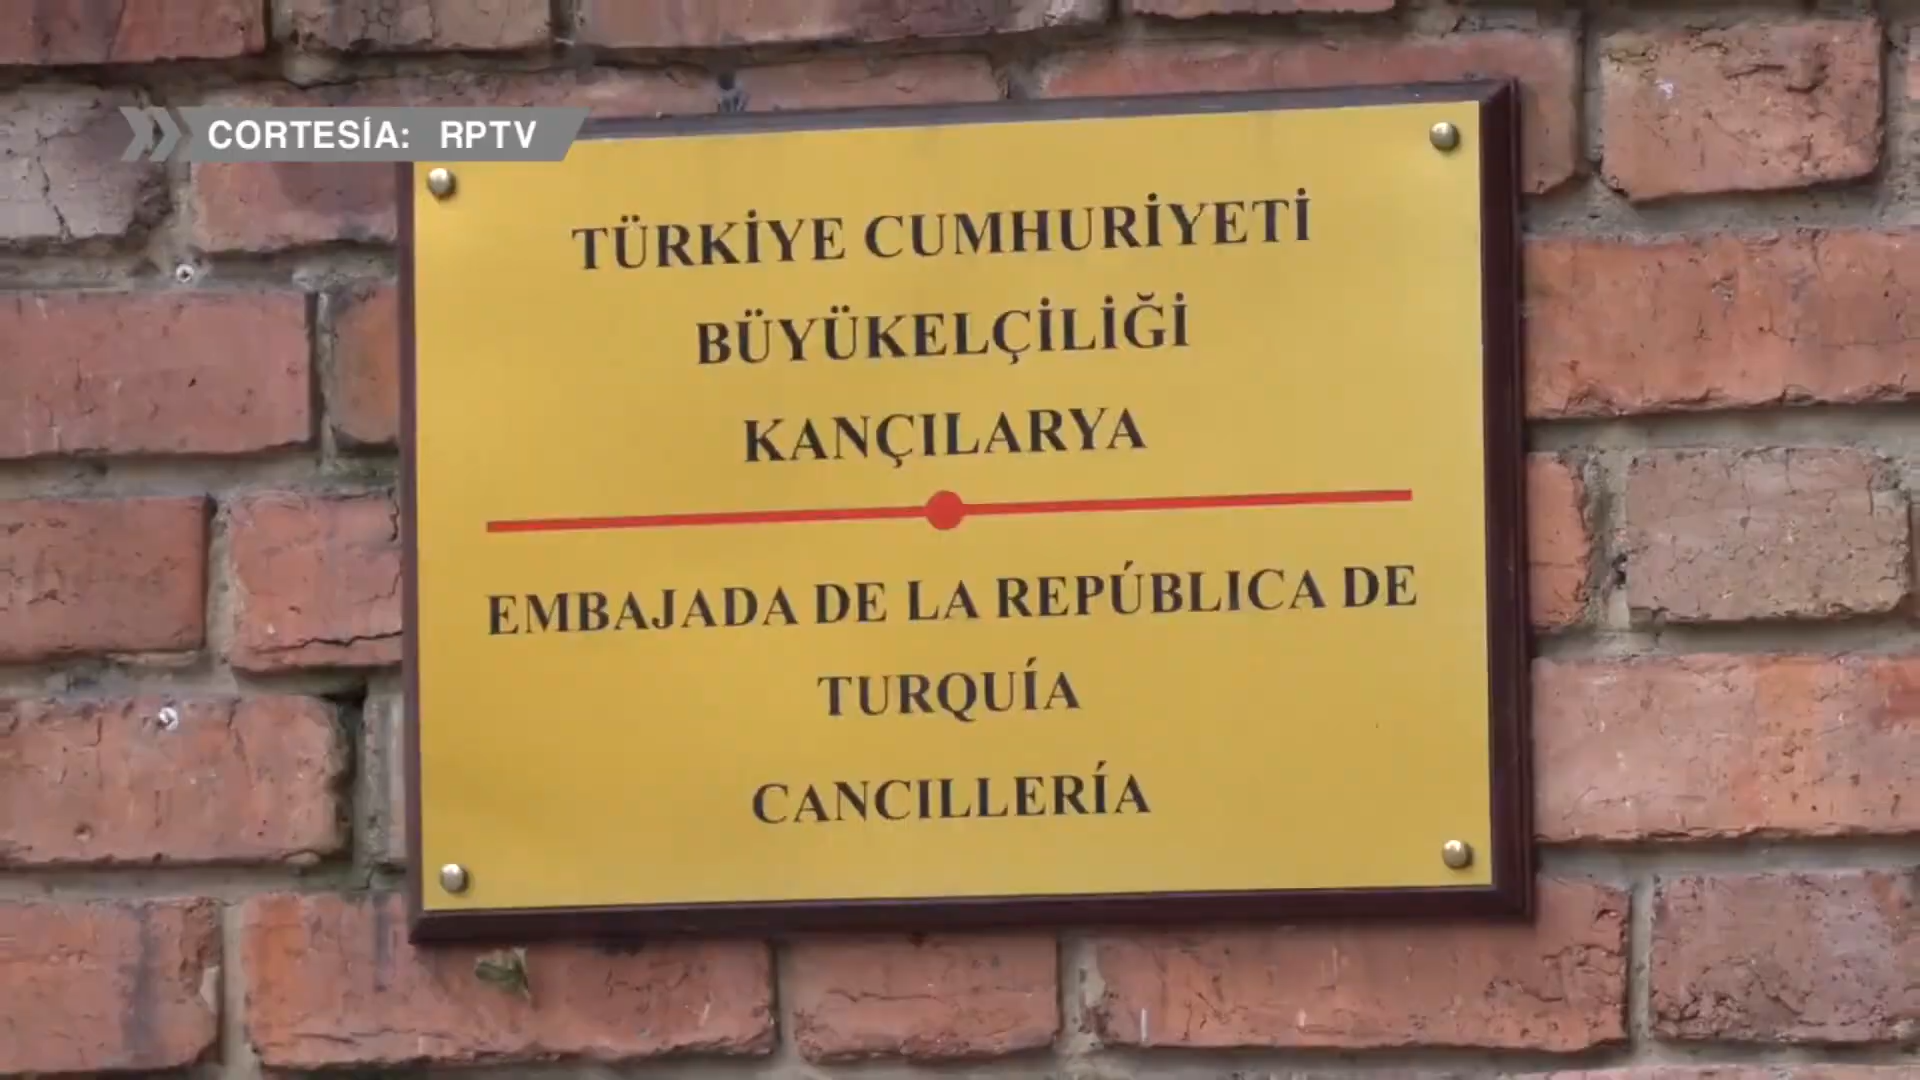 CORTESÍA: RPTV
TÜRKİYE CUMHURİYETİ
BÜYÜKELÇİLİĞİ
KANÇILARYA
EMBAJADA DE LA REPÚBLICA DE
TURQUÍA
CANCILLERÍA